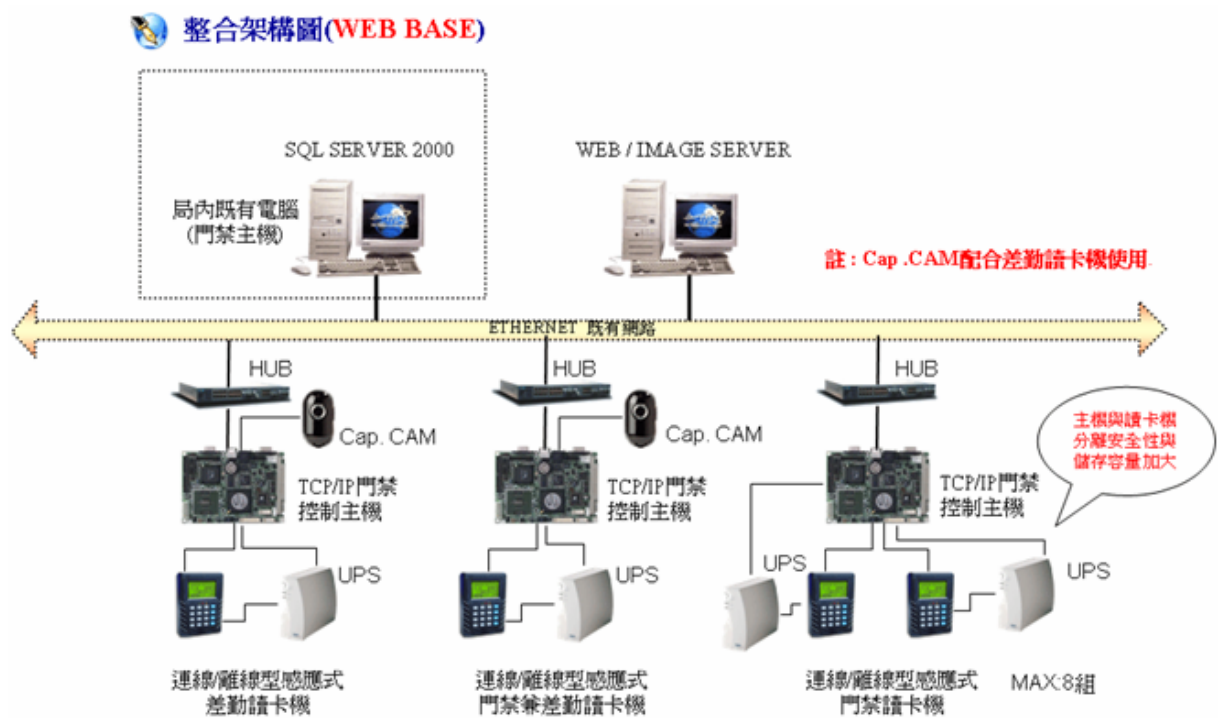 整合架構圖(WEB BASE)
SQL SERVER 2000
WEB / IMAGE SERVER
局內既有電腦
(門禁主機)
註 : Cap .CAM配合差勤讀卡機使用.
ETHERNET 既有網路
HUB
HUB
HUB
Cap. CAM
Cap. CAM
主機與讀卡機
分離安全性與
儲存容量加大
TCP/IP門禁
控制主機
TCP/IP門禁
控制主機
TCP/IP門禁
控制主機
UPS
UPS
UPS
UPS
連線/離線型感應式
差勤讀卡機
連線/離線型感應式
門禁兼差勤讀卡機
連線/離線型感應式
門禁讀卡機
MAX:8組